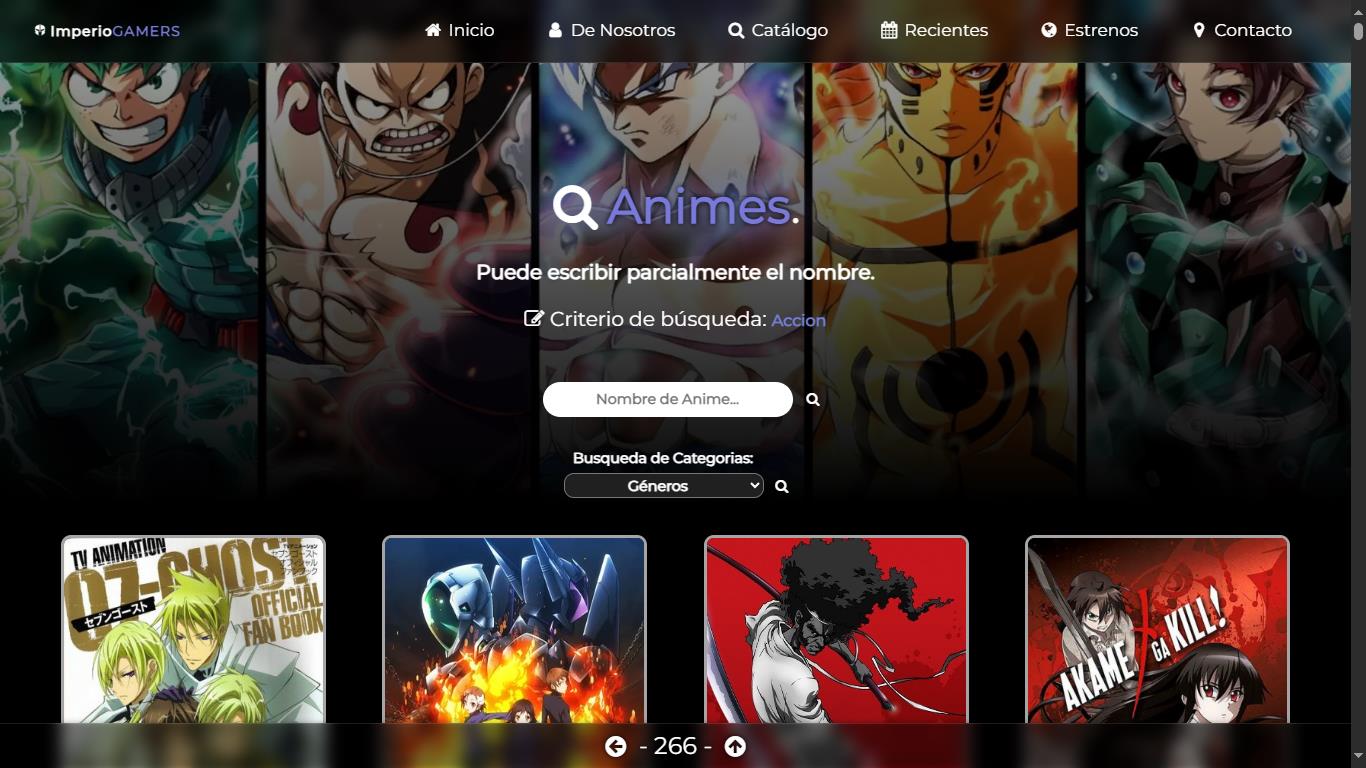 ImperioGAMERS
Inicio
De Nosotros
Catálogo
Recientes
Estrenos
Contacto
Animes.
Puede escribir parcialmente el nombre.
Criterio de búsqueda: Accion
Nombre de Anime...
Busqueda de Categorias:
Géneros
TV ANIMATION
07-GHOST
セブンゴースト
OFFICIAL
FAN BOOK
AKAME
GA KILL!
- 266 -